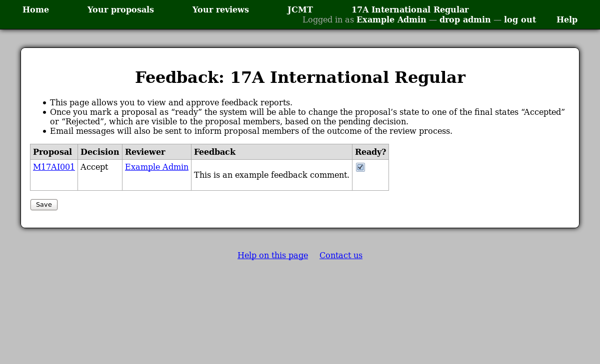 Home Your proposals Your reviews JCMT 17A International Regular
Logged in as Example Admin — drop admin — log out Help
Feedback: 17A International Regular
• This page allows you to view and approve feedback reports.
• Once you mark a proposal as “ready” the system will be able to change the proposal’s state to one of the final states “Accepted”
or “Rejected”, which are visible to the proposal members, based on the pending decision.
• Email messages will also be sent to inform proposal members of the outcome of the review process.
Proposal Decision Reviewer Feedback Ready?
M17AI001 Accept Example Admin
This is an example feedback comment.
Save
Help on this page Contact us